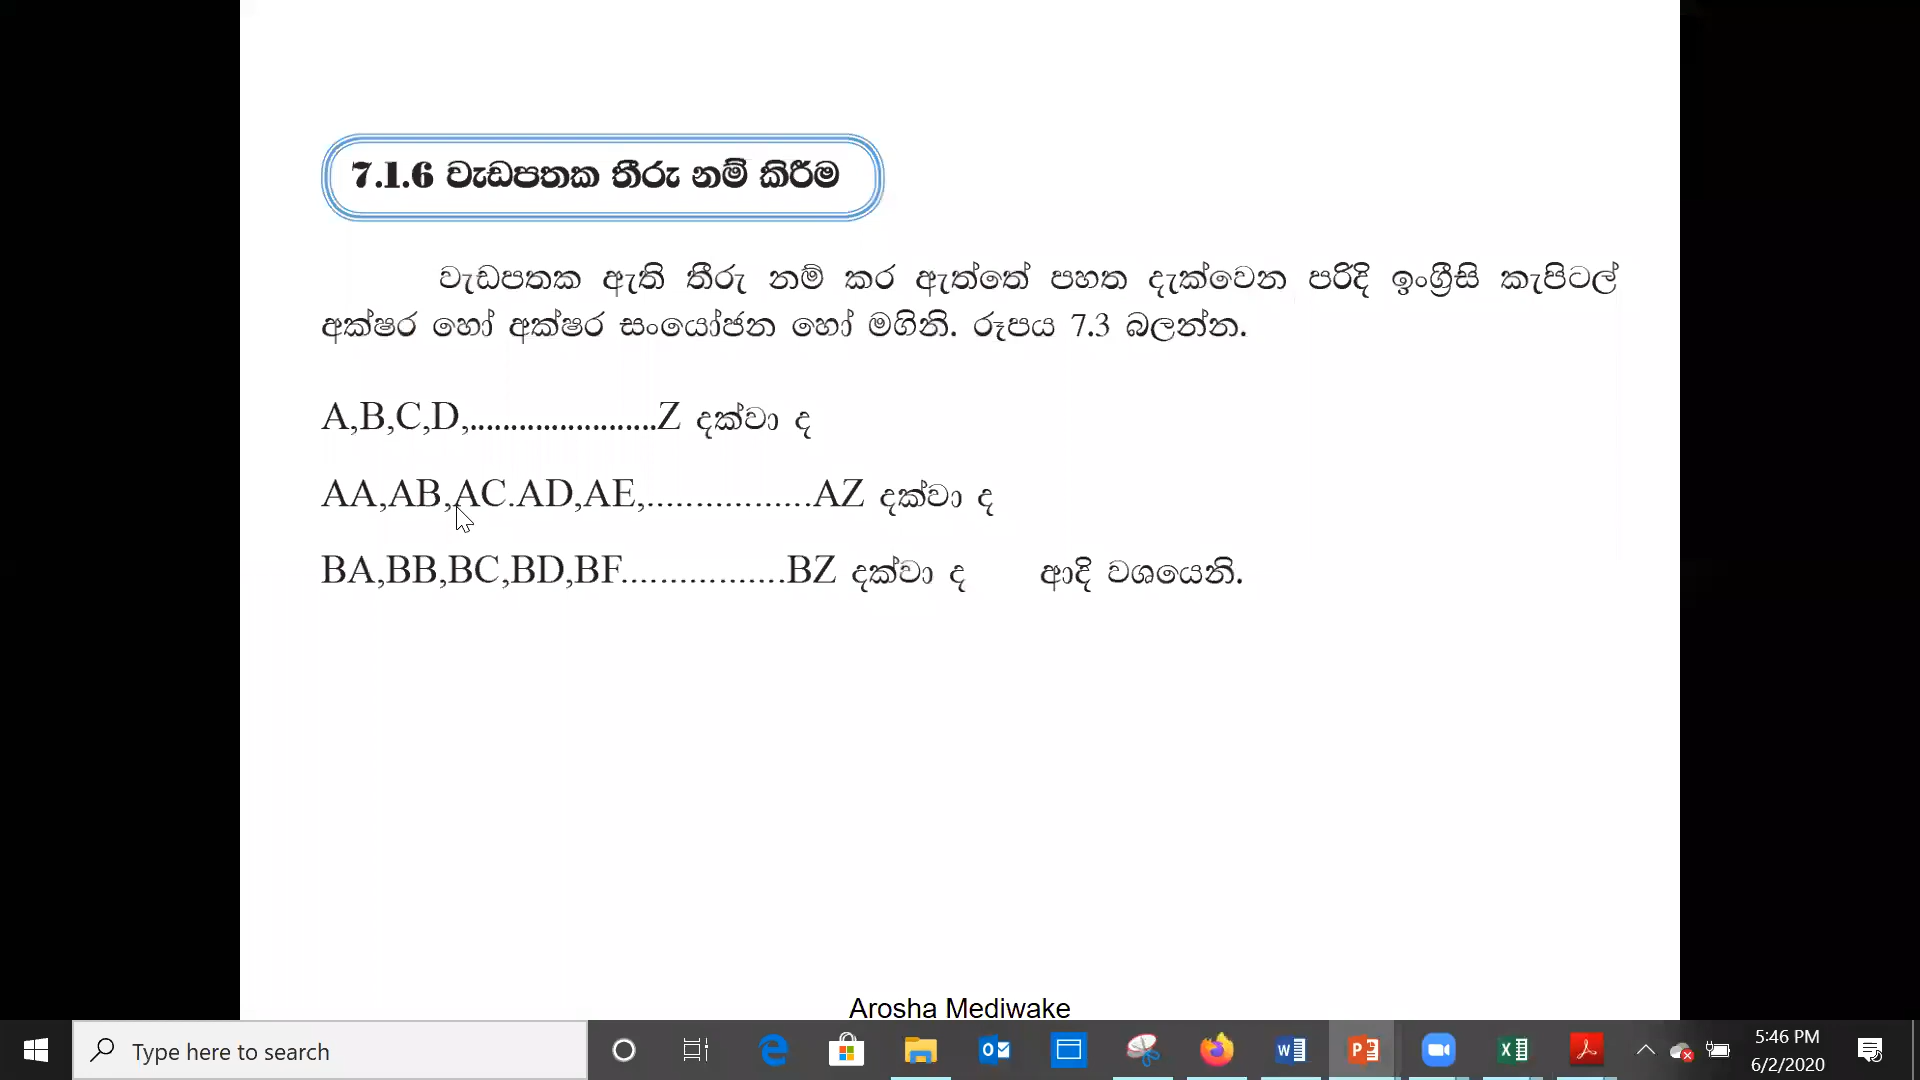 7.1.6 වැඩපතක තීරු නම් කිරීම
වැඩපතක ඇති තීරු නම් කර ඇත්තේ පහත දැක්වෙන පරිදි ඉංග්‍රීසි කැපිටල්
අක්ෂර හෝ අක්ෂර සංයෝජන හෝ මගිනි. රූපය 7.3 බලන්න.
A,B,C,D,.......................Z දක්වා ද
AA,AB,AC.AD,AE,.................AZ දක්වා ද
BA,BB,BC,BD,BF.................BZ දක්වා ද ආදි වශයෙනි.
Arosha Mediwake
Type here to search
5:46 PM
6/2/2020